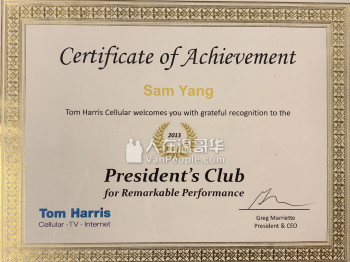 Certificate of Achievement
Sam Yang
Tom Harris Cellular welcomes you with grateful recognition to the
2013
人在温哥华
VanPeople.com
President's Club
for Remarkable Performance
Tom Harris
Cellular - TV - Internet
Greg Marriette
President & CEO